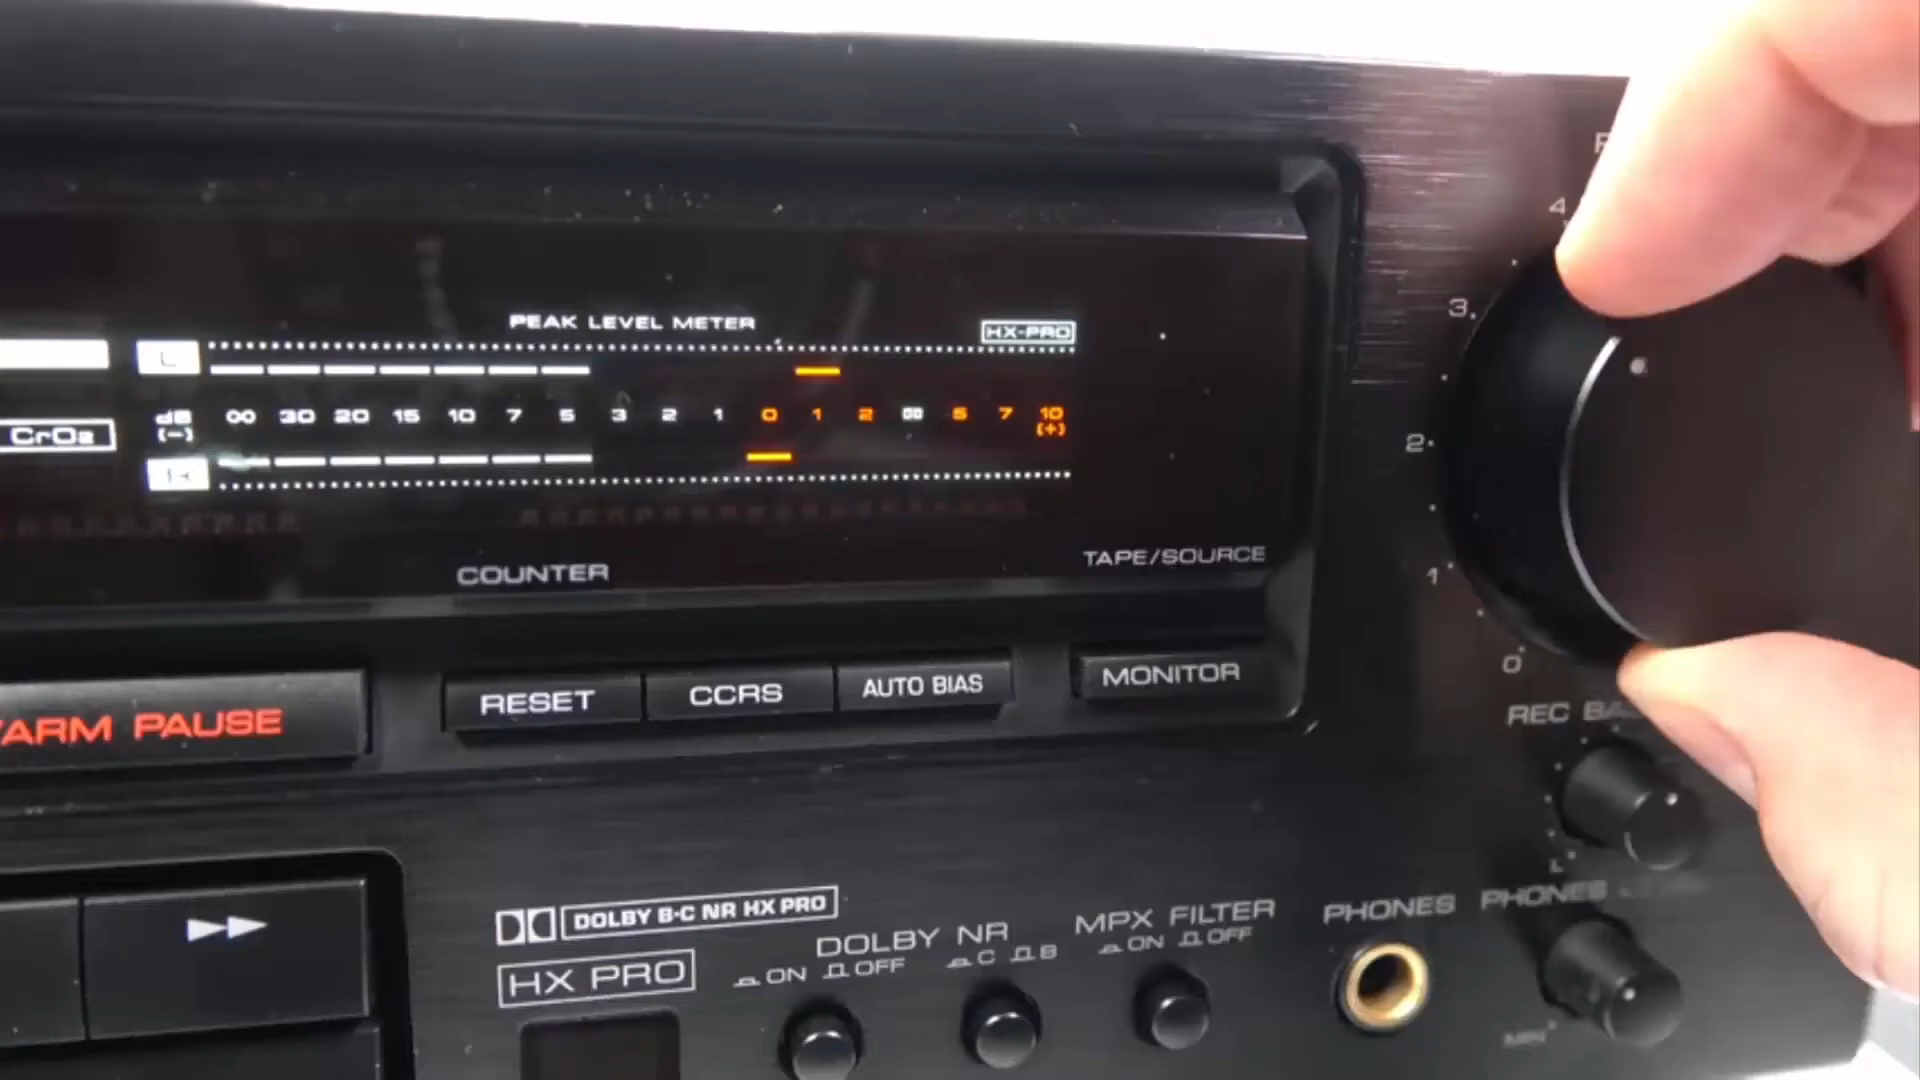 PEAK LEVEL METER
HX-PRO
L
dB ∞ 30 20 15 10 7 5 3 2 1 0 1 2 5 7 10
(-) (+)
CrO2
R
4
3
2
1
0
COUNTER
TAPE/SOURCE
RESET CCRS AUTO BIAS MONITOR
ARM PAUSE
REC
L
DOLBY B·C NR HX PRO
HX PRO
DOLBY NR
ON OFF C B
MPX FILTER
ON OFF
PHONES
PHONES
MIN